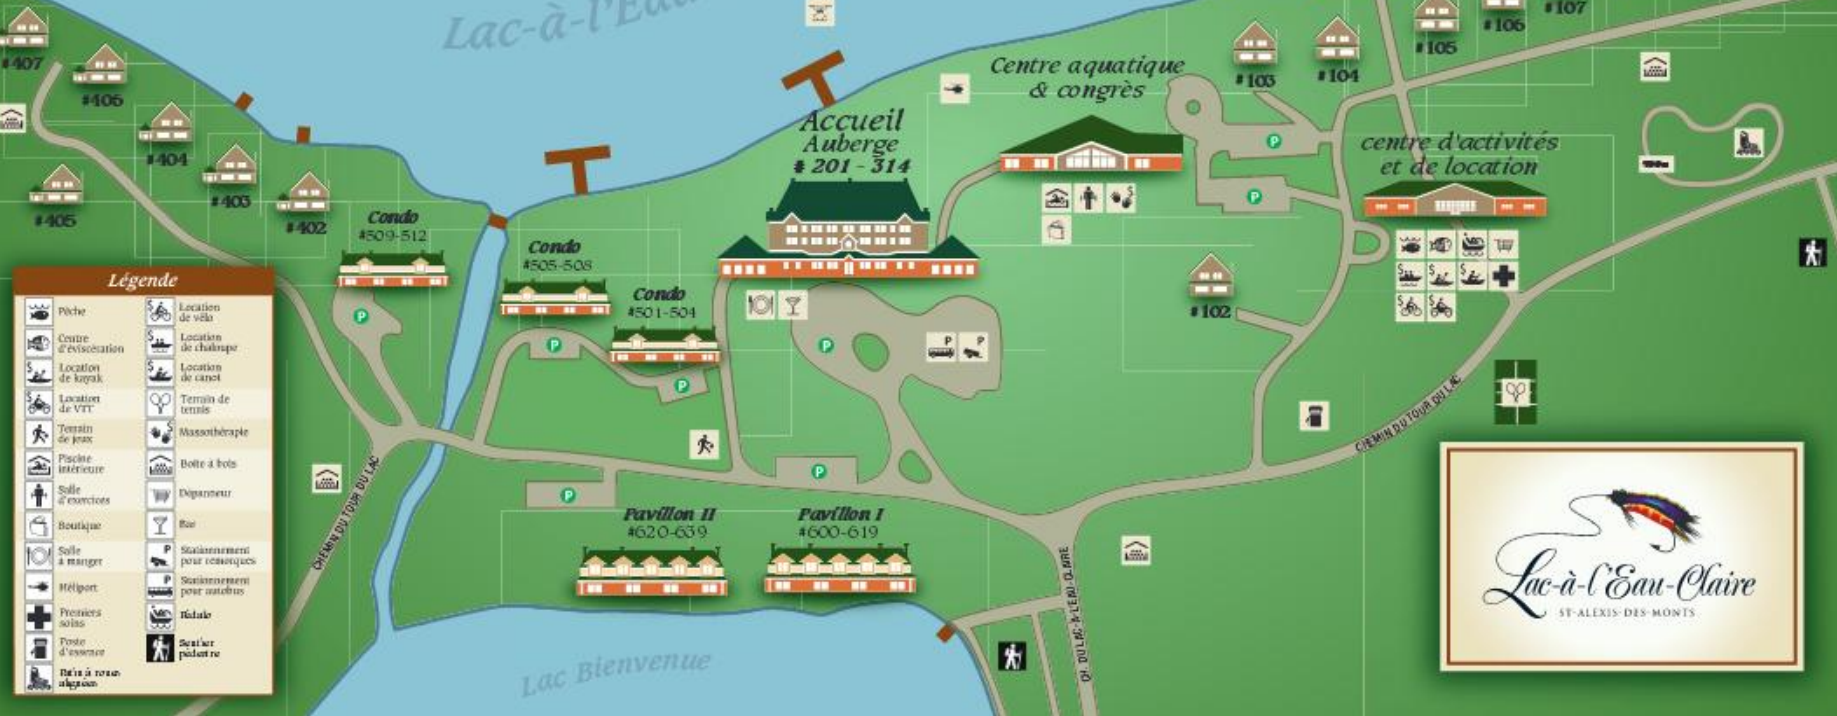 Lac-à-l'Eau
#407
#406
#404
#403
#405
#402
Condo
#509-512
Condo
#505-508
Condo
#501-504
Accueil
Auberge
# 201 - 314
Centre aquatique
& congrès
#103
#104
#105
#106
#107
centre d'activités
et de location
#102
P
P
P
P
P
P
P
P
P
P
CHEMIN DU TOUR DU LAC
CHEMIN DU TOUR DU LAC
CH. DU LAC-À-L'EAU-CLAIRE
Pavillon II
#620-639
Pavillon I
#600-619
Lac Bienvenue
Légende
Pêche
Centre
d'éviscération
Location
de kayak
Location
de VTT
Terrain
de jeux
Piscine
intérieure
Salle
d'exercices
Boutique
Salle
à manger
Héliport
Premiers
soins
Poste
d'essence
Patin à roues
alignées
Location
de vélo
Location
de chaloupe
Location
de canot
Terrain de
tennis
Massothérapie
Boîte à bois
Dépanneur
Bar
Stationnement
pour remorques
Stationnement
pour autobus
Pédalo
Sentier
pédestre
Lac-à-l'Eau-Claire
ST-ALEXIS-DES-MONTS